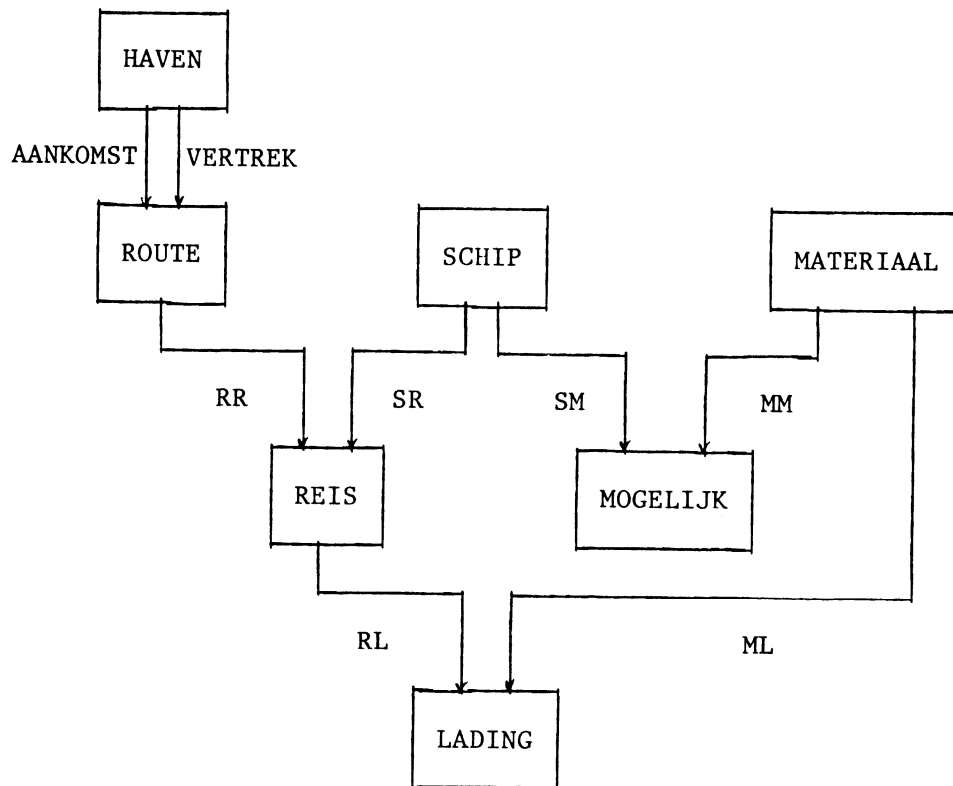 HAVEN
AANKOMST VERTREK
ROUTE SCHIP MATERIAAL
RR SR SM MM
REIS MOGELIJK
RL ML
LADING